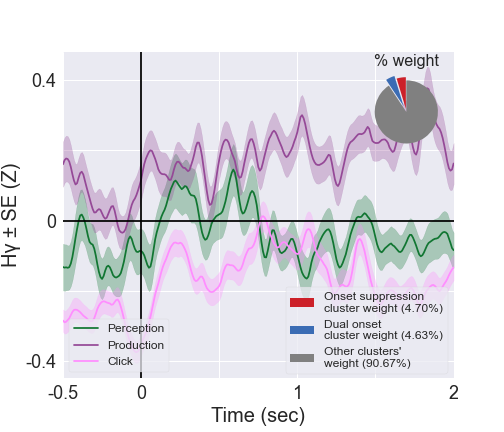 % weight
0.4
0
-0.4
Hγ ± SE (Z)
-0.5
0
1
2
Time (sec)
Perception
Production
Click
Onset suppression
cluster weight (4.70%)
Dual onset
cluster weight (4.63%)
Other clusters'
weight (90.67%)